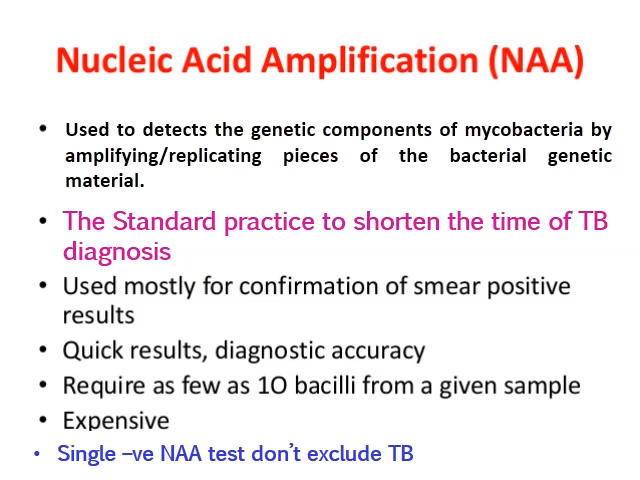 Nucleic Acid Amplification (NAA)
• Used to detects the genetic components of mycobacteria by
amplifying/replicating pieces of the bacterial genetic
material.
• The Standard practice to shorten the time of TB
diagnosis
• Used mostly for confirmation of smear positive
results
• Quick results, diagnostic accuracy
• Require as few as 10 bacilli from a given sample
• Expensive
• Single –ve NAA test don't exclude TB